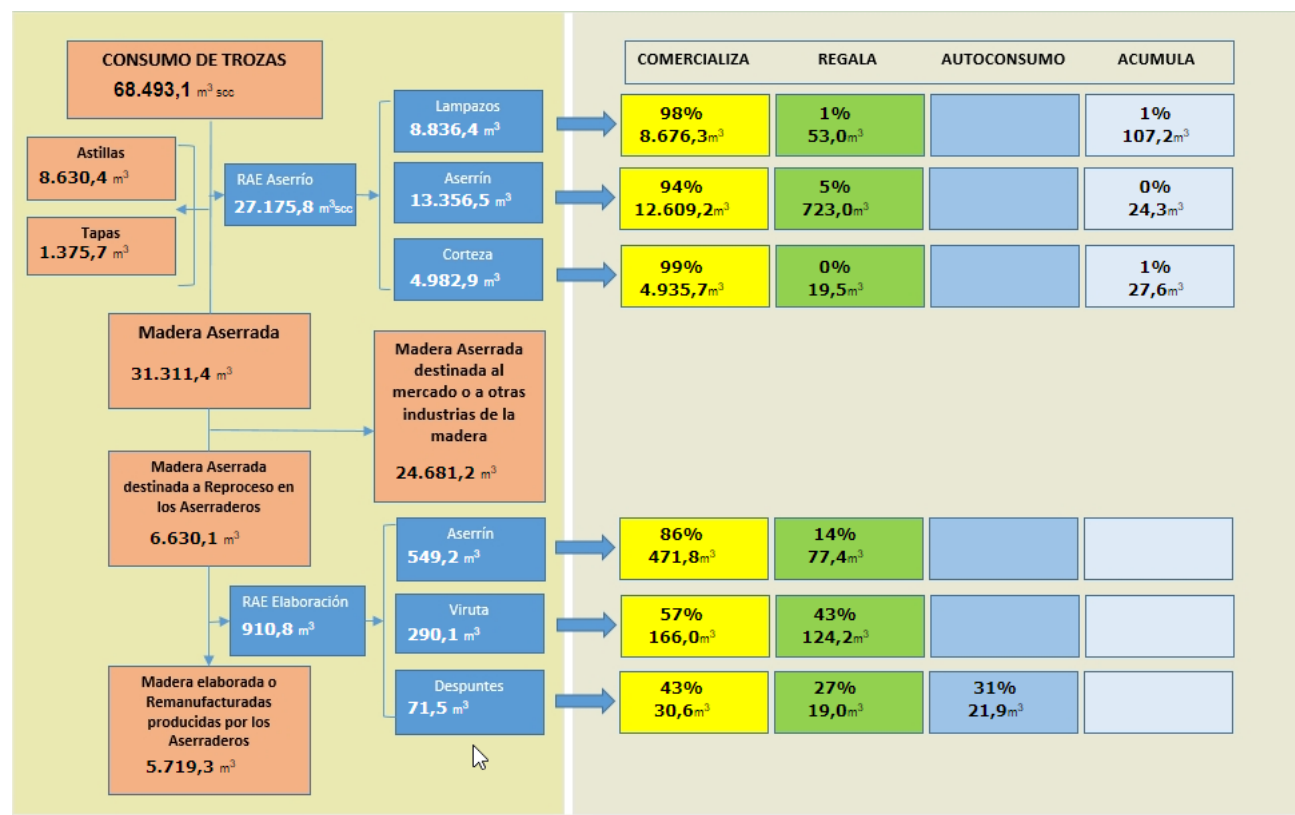 CONSUMO DE TROZAS
68.493,1 m³ scc
Astillas
8.630,4 m³
Tapas
1.375,7 m³
RAE Aserrío
27.175,8 m³scc
Lampazos
8.836,4 m³
Aserrín
13.356,5 m³
Corteza
4.982,9 m³
Madera Aserrada
31.311,4 m³
Madera Aserrada
destinada al
mercado o a otras
industrias de la
madera
24.681,2 m³
Madera Aserrada
destinada a Reproceso en
los Aserraderos
6.630,1 m³
RAE Elaboración
910,8 m³
Aserrín
549,2 m³
Viruta
290,1 m³
Despuntes
71,5 m³
Madera elaborada o
Remanufacturadas
producidas por los
Aserraderos
5.719,3 m³
COMERCIALIZA REGALA AUTOCONSUMO ACUMULA
98% 1% 1%
8.676,3m³ 53,0m³ 107,2m³
94% 5% 0%
12.609,2m³ 723,0m³ 24,3m³
99% 0% 1%
4.935,7m³ 19,5m³ 27,6m³
86% 14%
471,8m³ 77,4m³
57% 43%
166,0m³ 124,2m³
43% 27% 31%
30,6m³ 19,0m³ 21,9m³